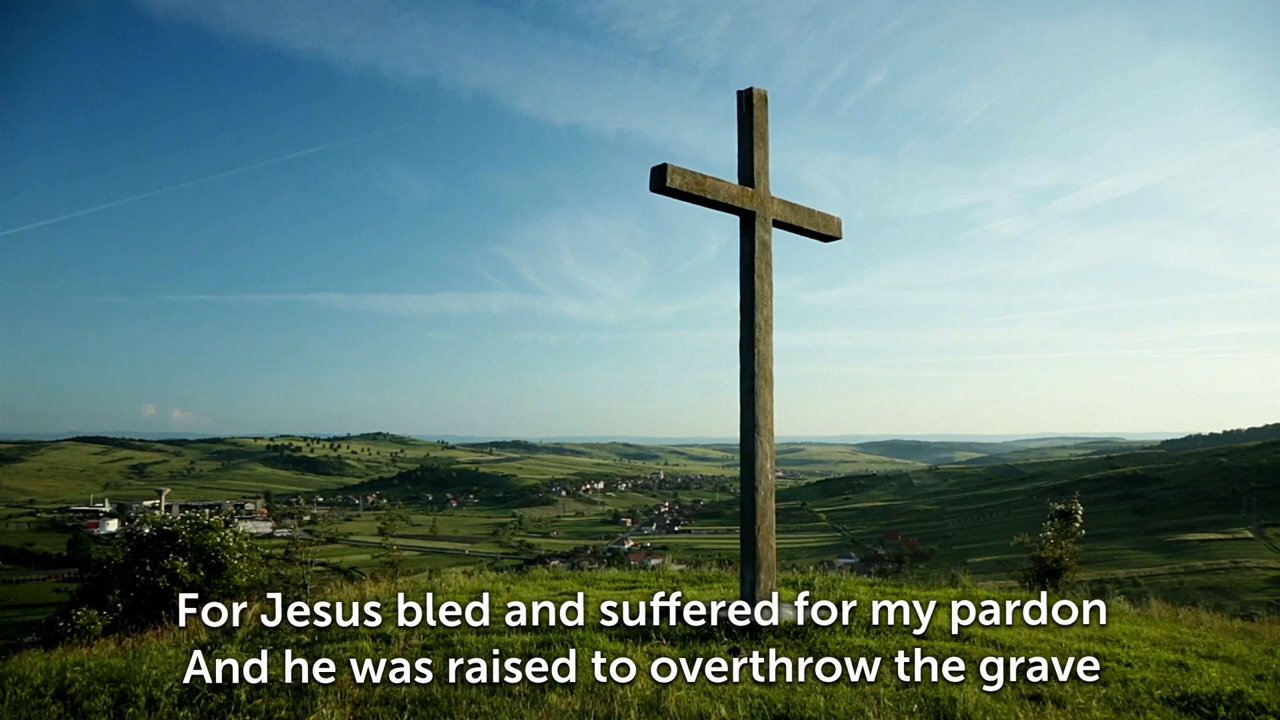 For Jesus bled and suffered for my pardon
And he was raised to overthrow the grave